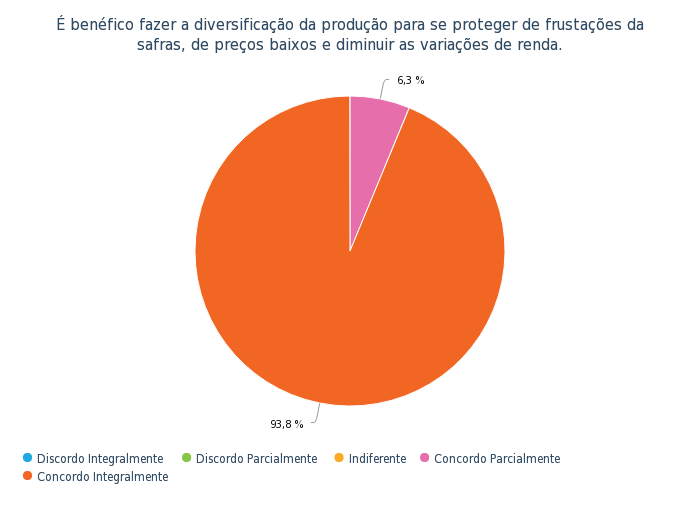 É benéfico fazer a diversificação da produção para se proteger de frustações da
safras, de preços baixos e diminuir as variações de renda.
6,3 %
93,8 %
Discordo Integralmente
Discordo Parcialmente
Indiferente
Concordo Parcialmente
Concordo Integralmente